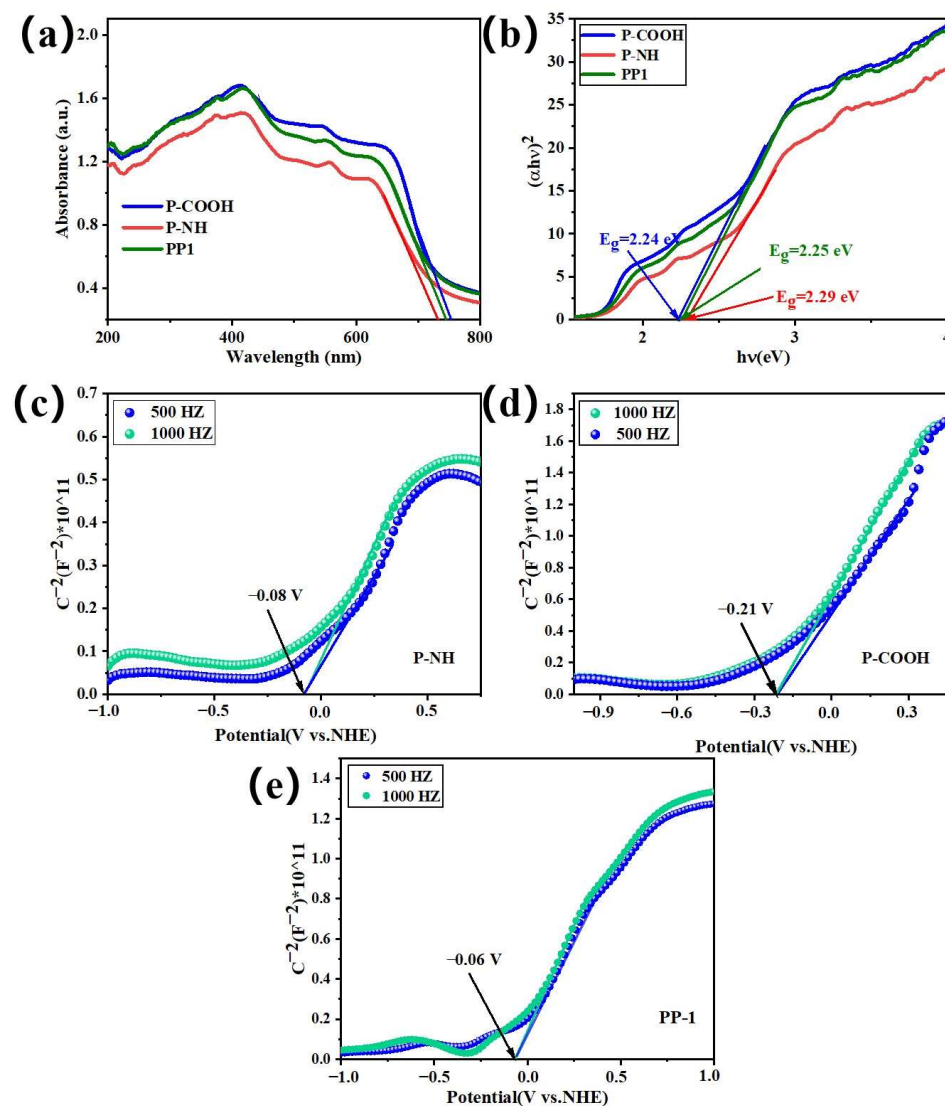 (a)
2.0
1.6
1.2
0.8
0.4
Absorbance (a.u.)
P-COOH
P-NH
PP1
200 300 400 500 600 700 800
Wavelength (nm)
(b)
35
30
25
20
15
10
5
0
(αhν)²
P-COOH
P-NH
PP1
Eg=2.24 eV
Eg=2.25 eV
Eg=2.29 eV
2 3 4
hν(eV)
(c)
0.7
0.6
0.5
0.4
0.3
0.2
0.1
0.0
C⁻²(F⁻²)*10^11
500 HZ
1000 HZ
−0.08 V
P-NH
−1.0 −0.5 0.0 0.5
Potential(V vs.NHE)
(d)
1.8
1.6
1.4
1.2
1.0
0.8
0.6
0.4
0.2
0.0
C⁻²(F⁻²)*10^11
1000 HZ
500 HZ
−0.21 V
P-COOH
−0.9 −0.6 −0.3 0.0 0.3
Potential(V vs.NHE)
(e)
1.4
1.2
1.0
0.8
0.6
0.4
0.2
0.0
C⁻²(F⁻²)*10^11
500 HZ
1000 HZ
−0.06 V
PP-1
−1.0 −0.5 0.0 0.5 1.0
Potential(V vs.NHE)